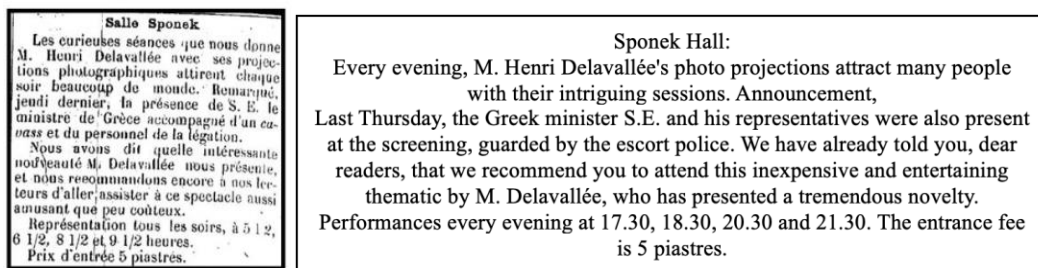 Salle Sponek
Les curieuses séances que nous donne
M. Henri Delavallée avec ses projec-
tions photographiques attirent chaque
soir beaucoup de monde. Remarqué,
jeudi dernier, la présence de S. E. le
ministre de Grèce accompagné d'un ca-
vass et du personnel de la légation.
Nous avons dit quelle intéressante
nouveauté M. Delavallée nous présente,
et nous recommandons encore à nos lec-
teurs d'aller assister à ce spectacle aussi
amusant que peu coûteux.
Représentation tous les soirs, à 5 1 2,
6 1/2, 8 1/2 et 9 1/2 heures.
Prix d'entrée 5 piastres.
Sponek Hall:
Every evening, M. Henri Delavallée's photo projections attract many people
with their intriguing sessions. Announcement,
Last Thursday, the Greek minister S.E. and his representatives were also present
at the screening, guarded by the escort police. We have already told you, dear
readers, that we recommend you to attend this inexpensive and entertaining
thematic by M. Delavallée, who has presented a tremendous novelty.
Performances every evening at 17.30, 18.30, 20.30 and 21.30. The entrance fee
is 5 piastres.